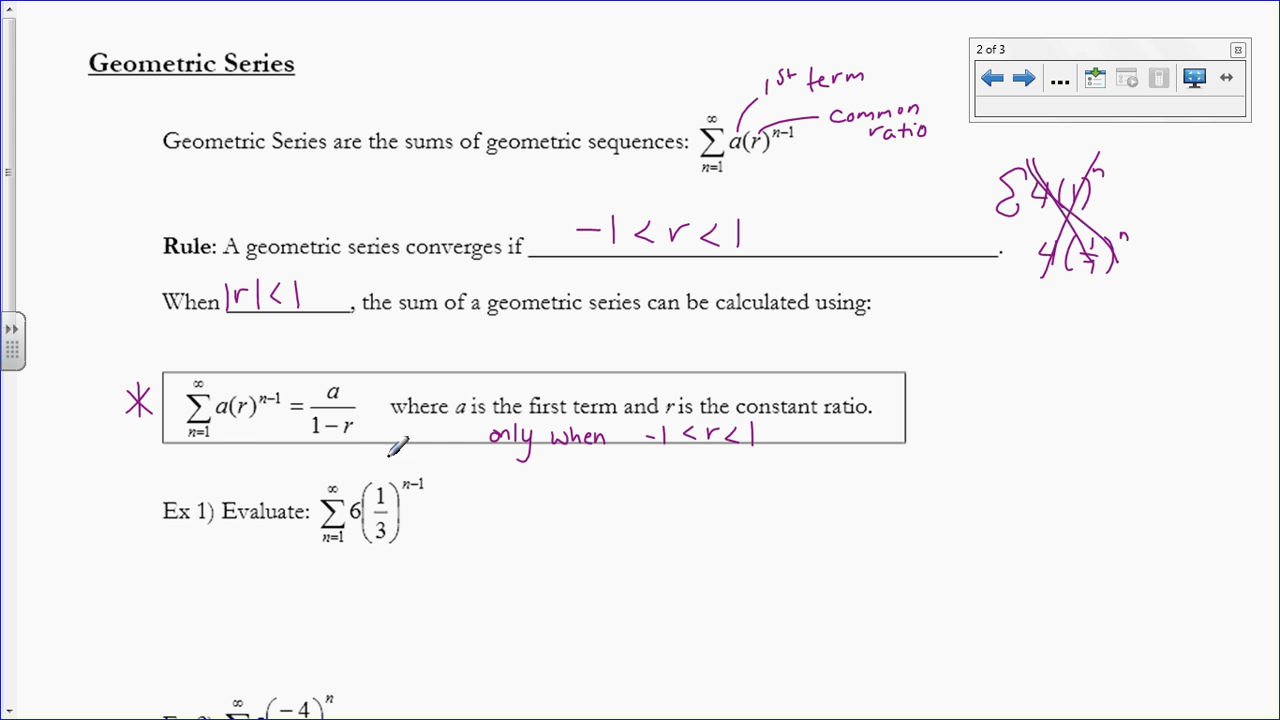 2 of 3
Geometric Series
1st term
Geometric Series are the sums of geometric sequences: ∞ ∑ n=1 a(r)^(n−1)
common
ratio
∑ 4(1)^n
Rule: A geometric series converges if −1 < r < 1 .
When |r| < 1, the sum of a geometric series can be calculated using:
∞ ∑ n=1 a(r)^(n−1) = a/(1−r) where a is the first term and r is the constant ratio.
only when −1 < r < 1
Ex 1) Evaluate: ∞ ∑ n=1 6(1/3)^(n−1)
∞ ∑ (−4)^n